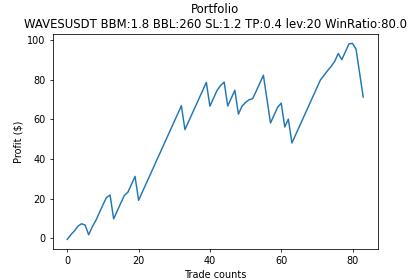 Portfolio
WAVESUSDT BBM:1.8 BBL:260 SL:1.2 TP:0.4 lev:20 WinRatio:80.0
100
80
60
40
20
0
Profit ($)
0 20 40 60 80
Trade counts